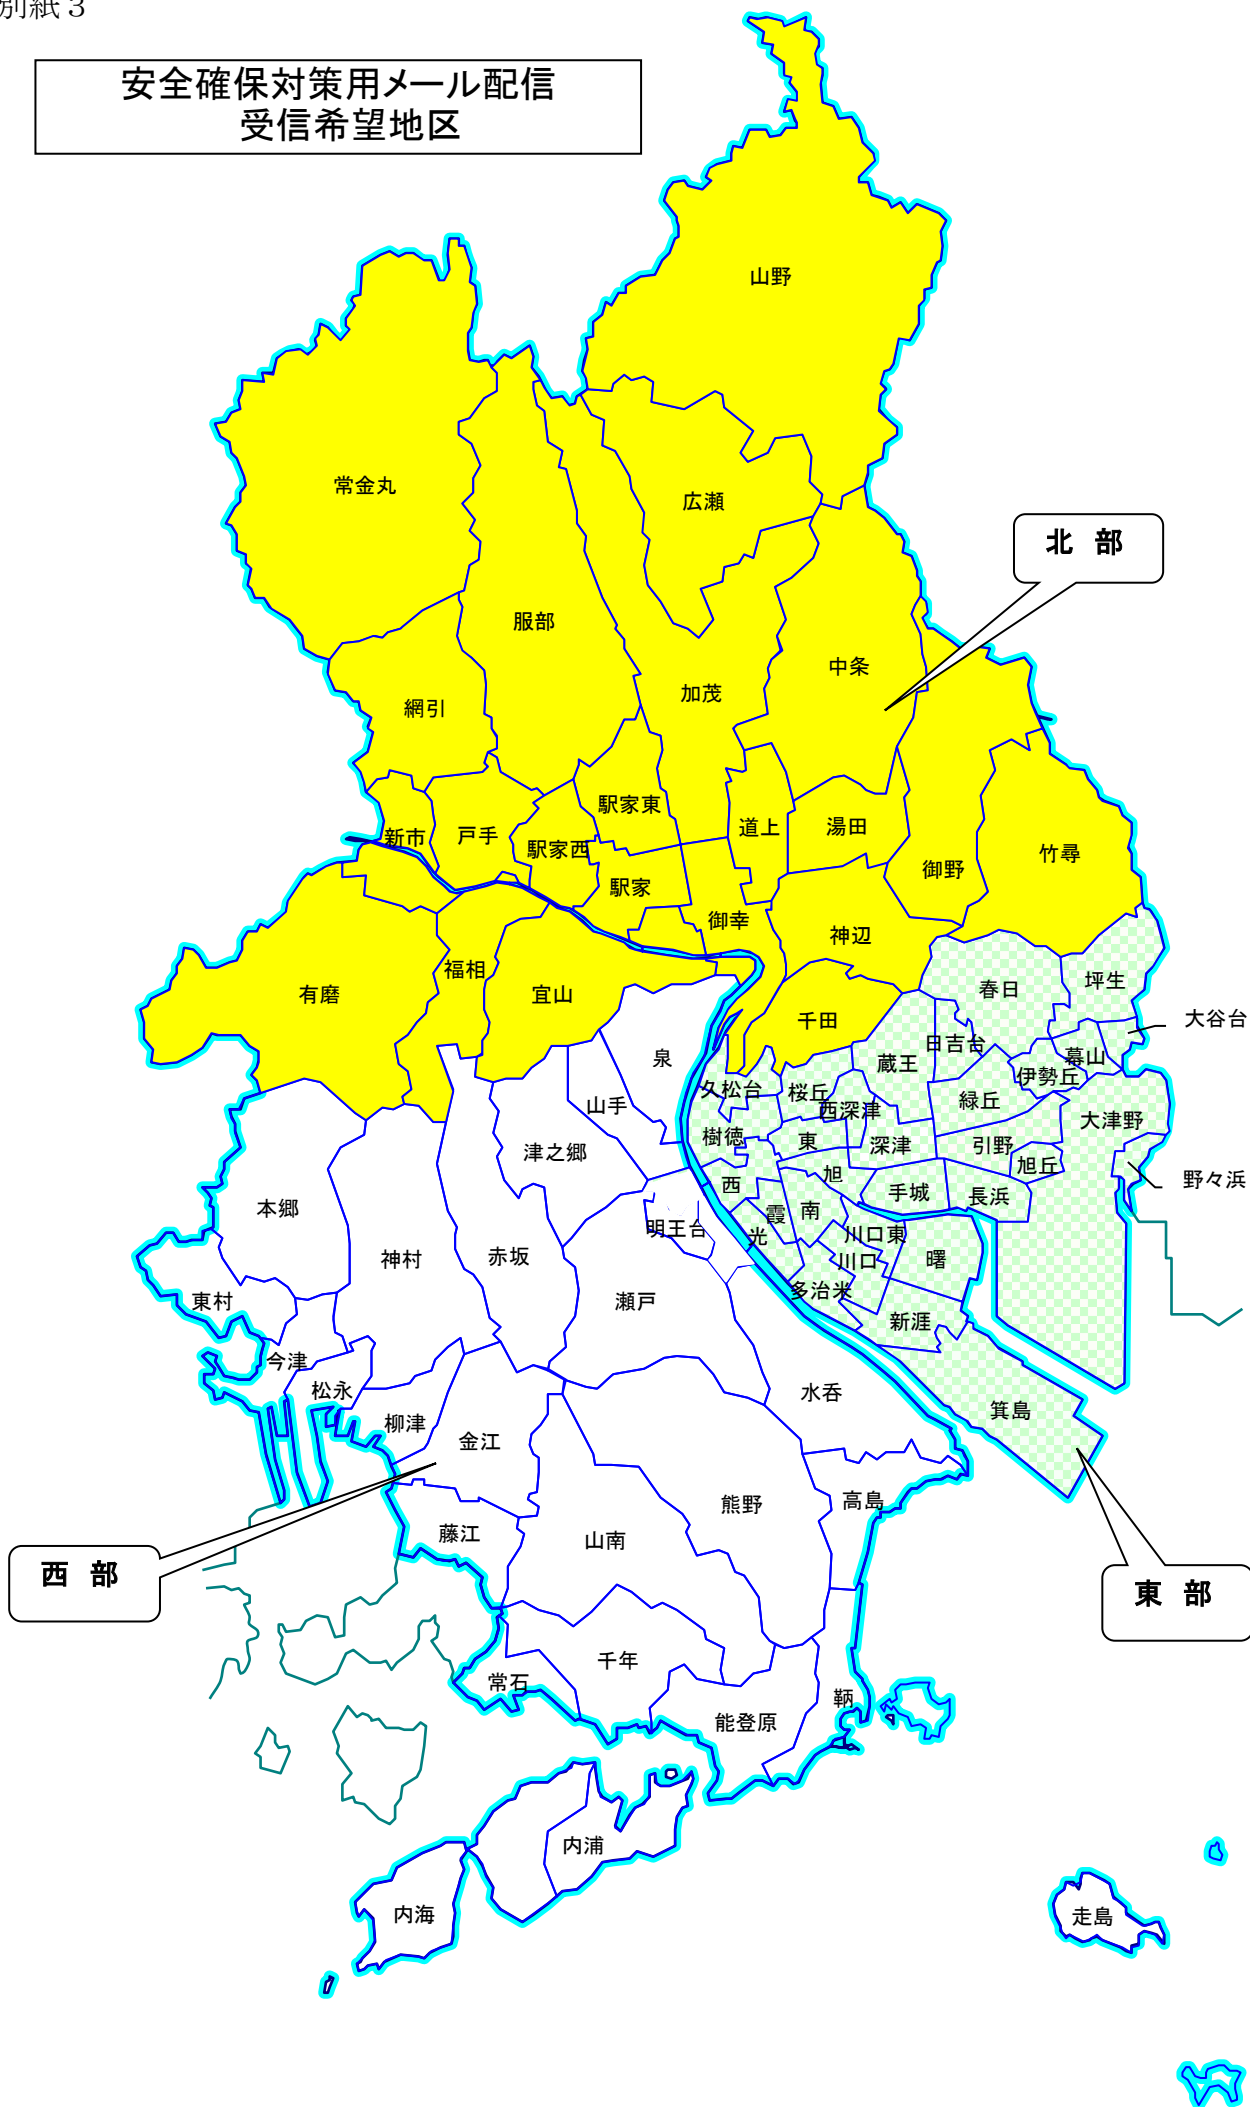 別紙3
安全確保対策用メール配信
受信希望地区
山野
常金丸
広瀬
北 部
服部
中条
加茂
網引
駅家東
道上
湯田
新市
戸手
駅家西
竹尋
御野
駅家
御幸
神辺
福相
有磨
宜山
春日
坪生
千田
大谷台
日吉台
泉
蔵王
幕山
伊勢丘
久松台
桜丘
緑丘
山手
西深津
大津野
樹徳
東
深津
引野
津之郷
旭丘
旭
野々浜
西
手城
長浜
本郷
霞
南
明王台
光
川口東
神村
赤坂
川口
曙
多治米
東村
瀬戸
新涯
今津
松永
水呑
箕島
柳津
金江
熊野
高島
藤江
山南
西 部
東 部
千年
常石
鞆
能登原
内浦
内海
走島